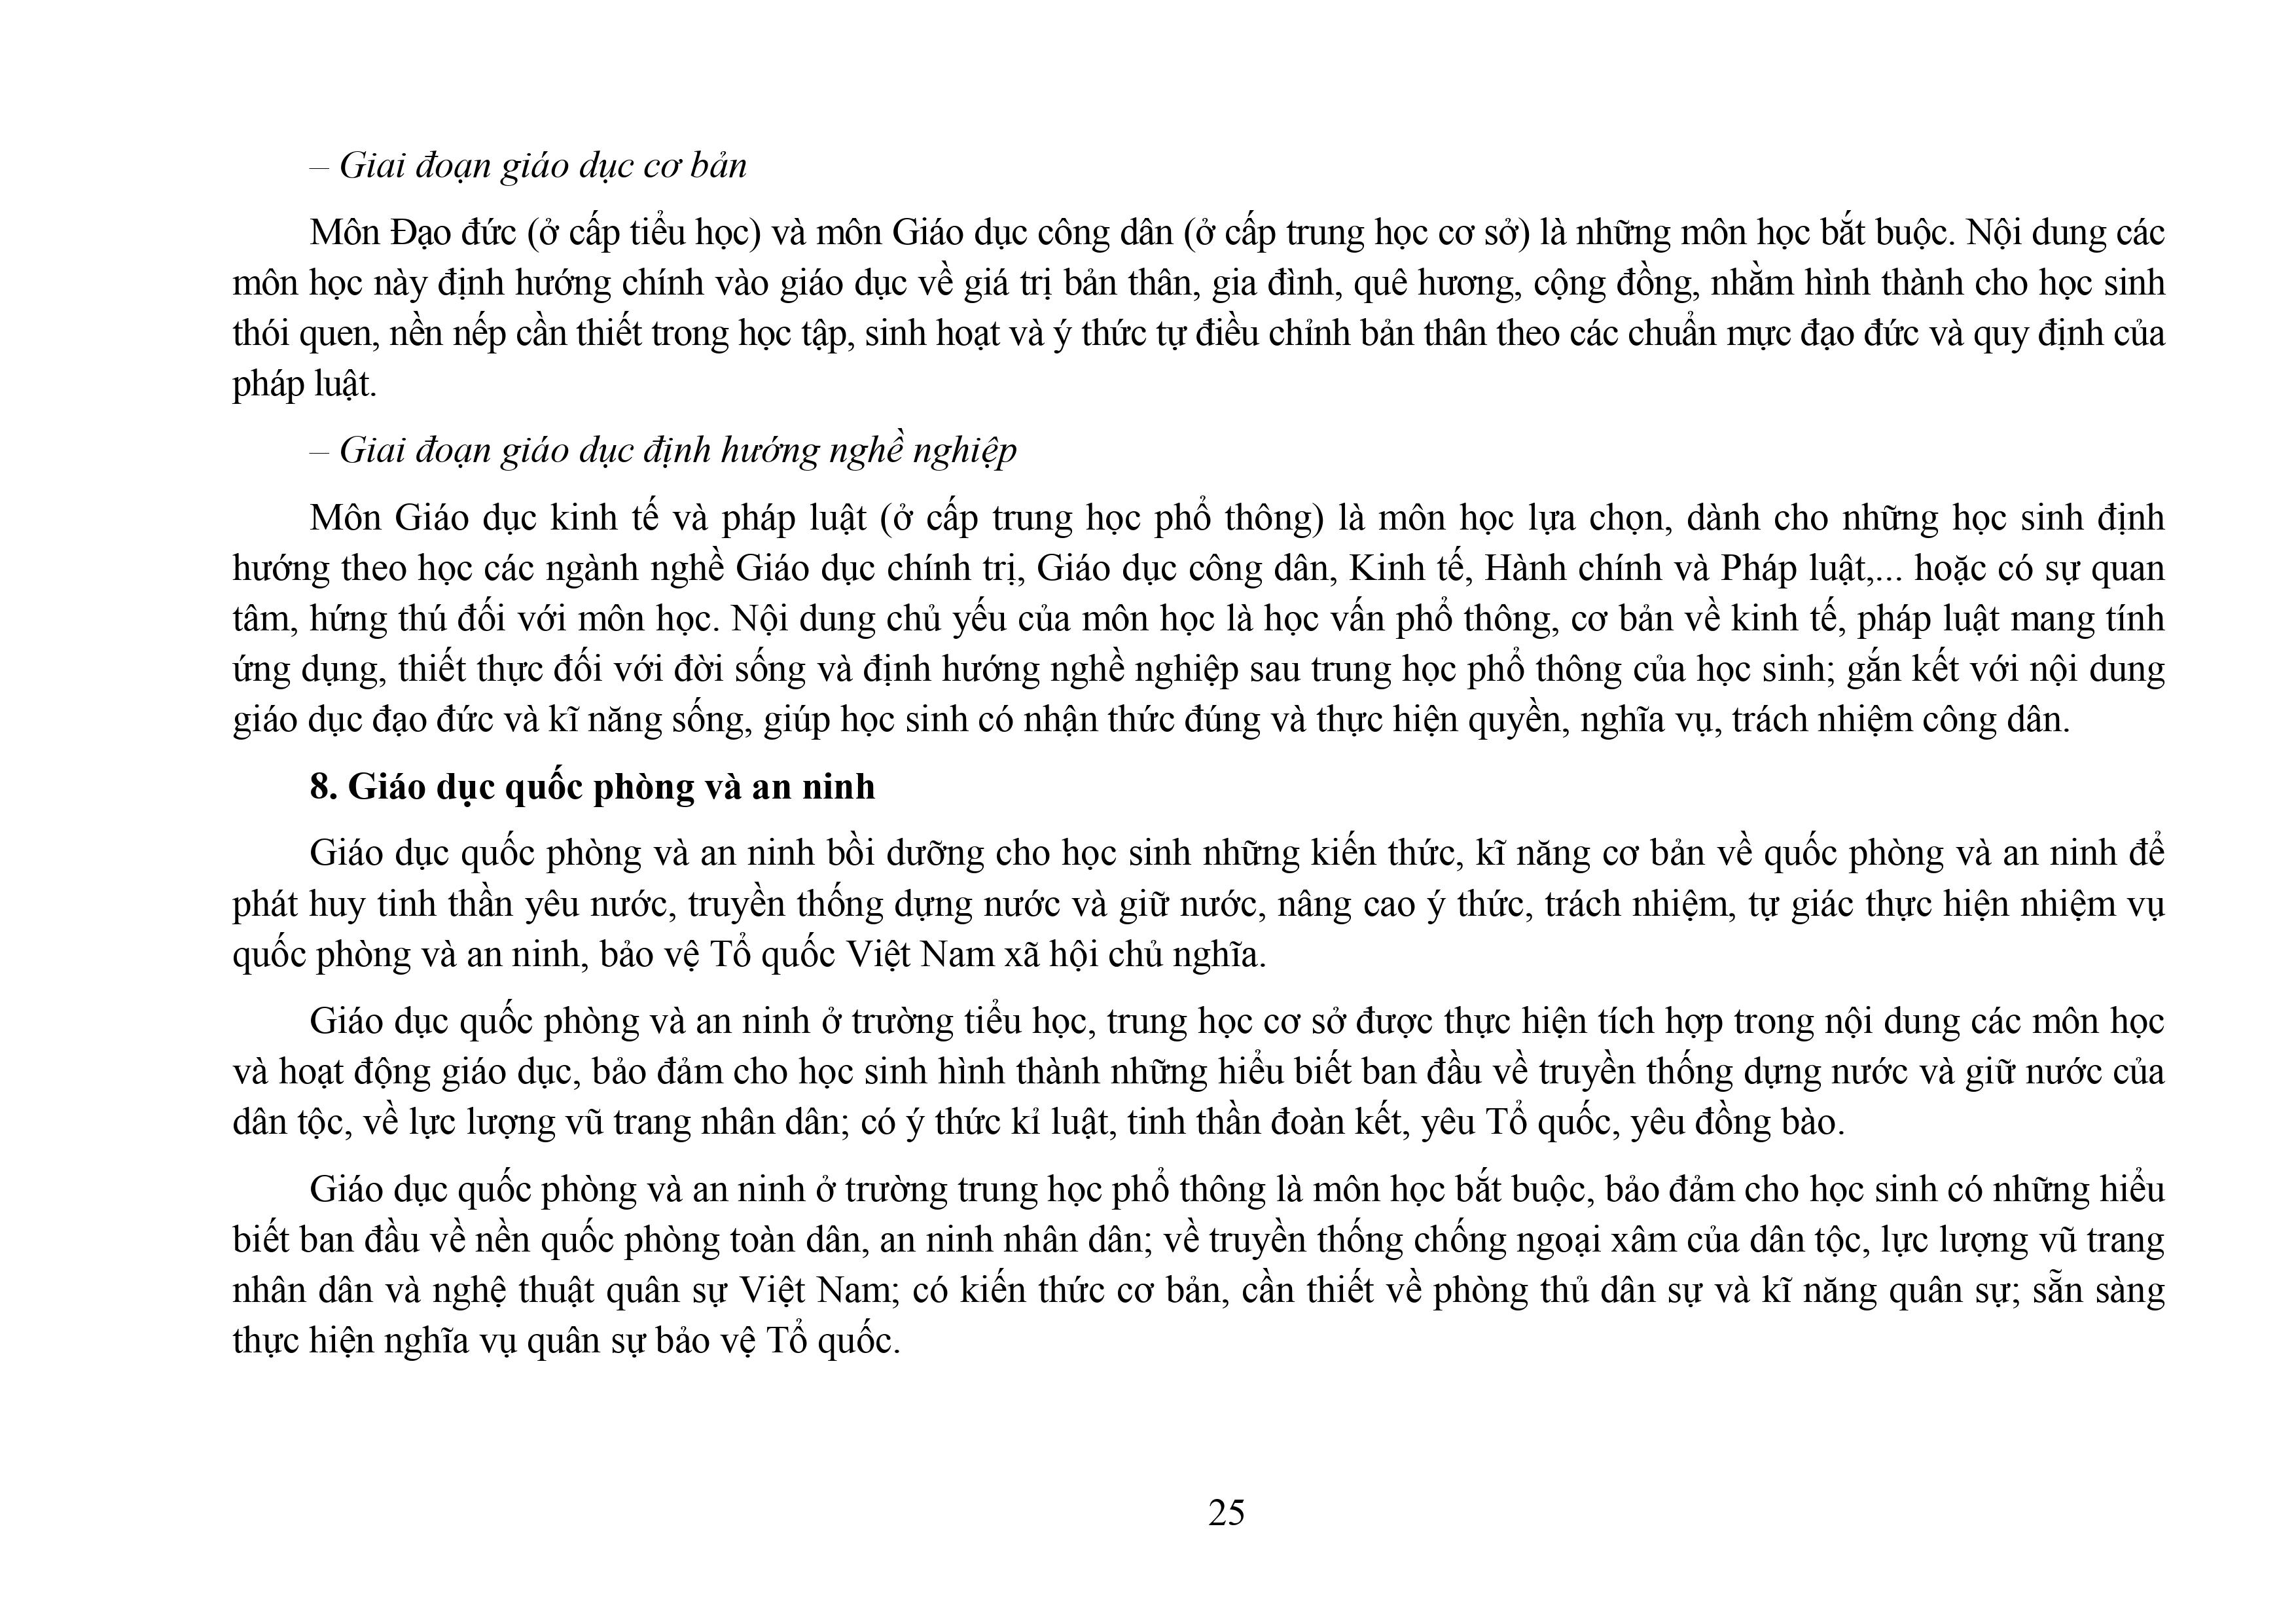 – Giai đoạn giáo dục cơ bản
Môn Đạo đức (ở cấp tiểu học) và môn Giáo dục công dân (ở cấp trung học cơ sở) là những môn học bắt buộc. Nội dung các
môn học này định hướng chính vào giáo dục về giá trị bản thân, gia đình, quê hương, cộng đồng, nhằm hình thành cho học sinh
thói quen, nền nếp cần thiết trong học tập, sinh hoạt và ý thức tự điều chỉnh bản thân theo các chuẩn mực đạo đức và quy định của
pháp luật.
– Giai đoạn giáo dục định hướng nghề nghiệp
Môn Giáo dục kinh tế và pháp luật (ở cấp trung học phổ thông) là môn học lựa chọn, dành cho những học sinh định
hướng theo học các ngành nghề Giáo dục chính trị, Giáo dục công dân, Kinh tế, Hành chính và Pháp luật,... hoặc có sự quan
tâm, hứng thú đối với môn học. Nội dung chủ yếu của môn học là học vấn phổ thông, cơ bản về kinh tế, pháp luật mang tính
ứng dụng, thiết thực đối với đời sống và định hướng nghề nghiệp sau trung học phổ thông của học sinh; gắn kết với nội dung
giáo dục đạo đức và kĩ năng sống, giúp học sinh có nhận thức đúng và thực hiện quyền, nghĩa vụ, trách nhiệm công dân.
8. Giáo dục quốc phòng và an ninh
Giáo dục quốc phòng và an ninh bồi dưỡng cho học sinh những kiến thức, kĩ năng cơ bản về quốc phòng và an ninh để
phát huy tinh thần yêu nước, truyền thống dựng nước và giữ nước, nâng cao ý thức, trách nhiệm, tự giác thực hiện nhiệm vụ
quốc phòng và an ninh, bảo vệ Tổ quốc Việt Nam xã hội chủ nghĩa.
Giáo dục quốc phòng và an ninh ở trường tiểu học, trung học cơ sở được thực hiện tích hợp trong nội dung các môn học
và hoạt động giáo dục, bảo đảm cho học sinh hình thành những hiểu biết ban đầu về truyền thống dựng nước và giữ nước của
dân tộc, về lực lượng vũ trang nhân dân; có ý thức kỉ luật, tinh thần đoàn kết, yêu Tổ quốc, yêu đồng bào.
Giáo dục quốc phòng và an ninh ở trường trung học phổ thông là môn học bắt buộc, bảo đảm cho học sinh có những hiểu
biết ban đầu về nền quốc phòng toàn dân, an ninh nhân dân; về truyền thống chống ngoại xâm của dân tộc, lực lượng vũ trang
nhân dân và nghệ thuật quân sự Việt Nam; có kiến thức cơ bản, cần thiết về phòng thủ dân sự và kĩ năng quân sự; sẵn sàng
thực hiện nghĩa vụ quân sự bảo vệ Tổ quốc.
25